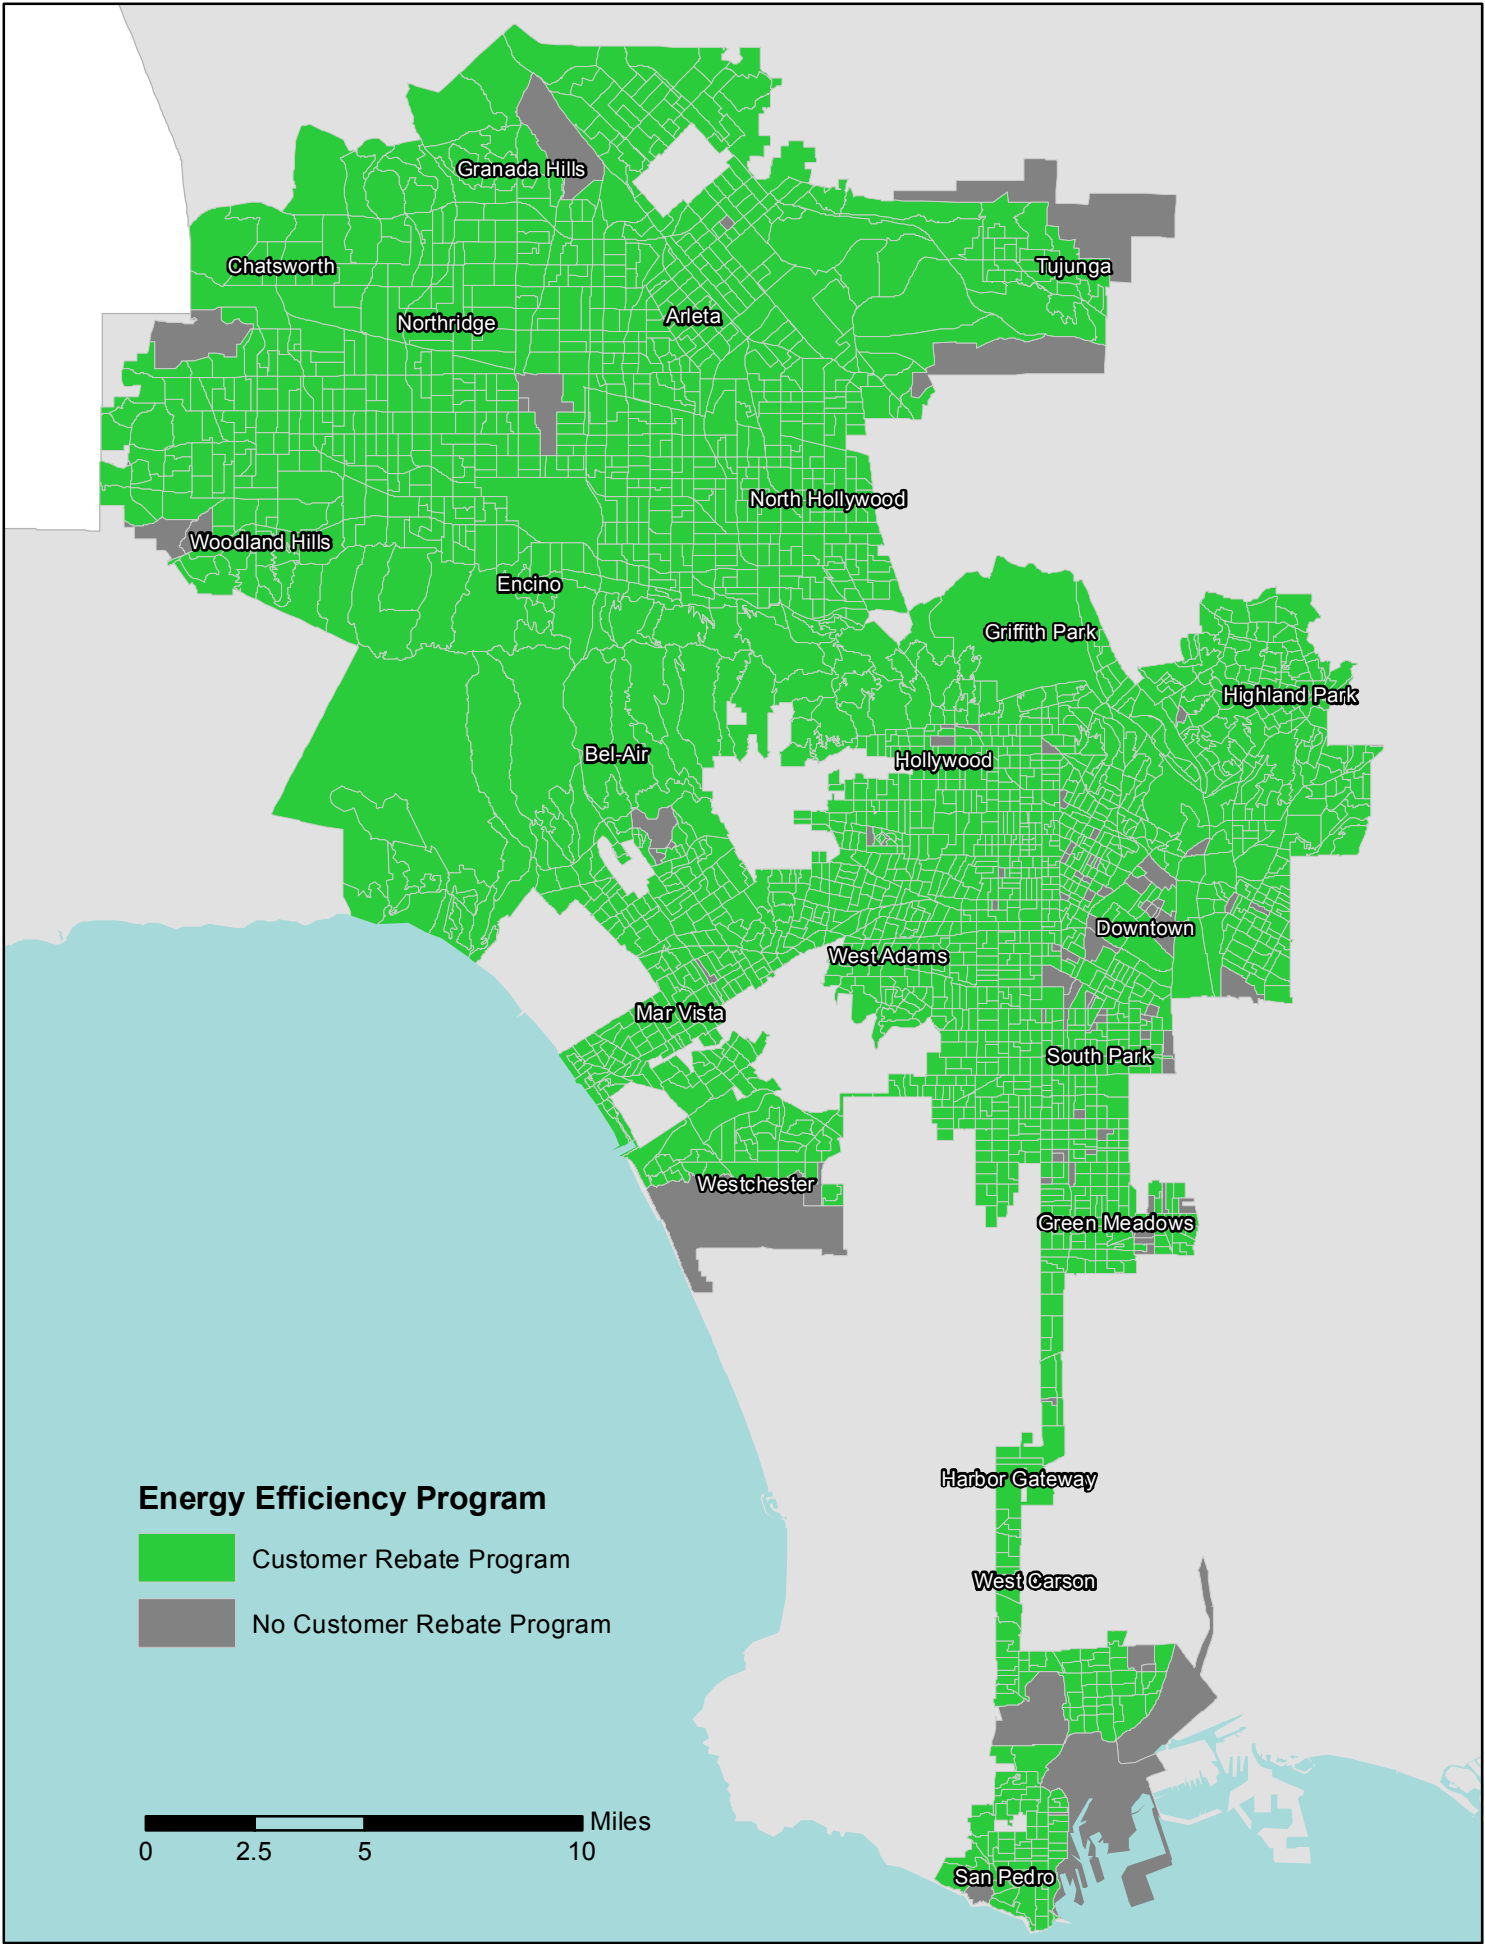 Granada Hills
Chatsworth
Tujunga
Northridge
Arleta
North Hollywood
Woodland Hills
Encino
Griffith Park
Highland Park
Bel-Air
Hollywood
Downtown
West Adams
Mar Vista
South Park
Westchester
Green Meadows
Harbor Gateway
Energy Efficiency Program
Customer Rebate Program
West Carson
No Customer Rebate Program
Miles
0 2.5 5 10
San Pedro